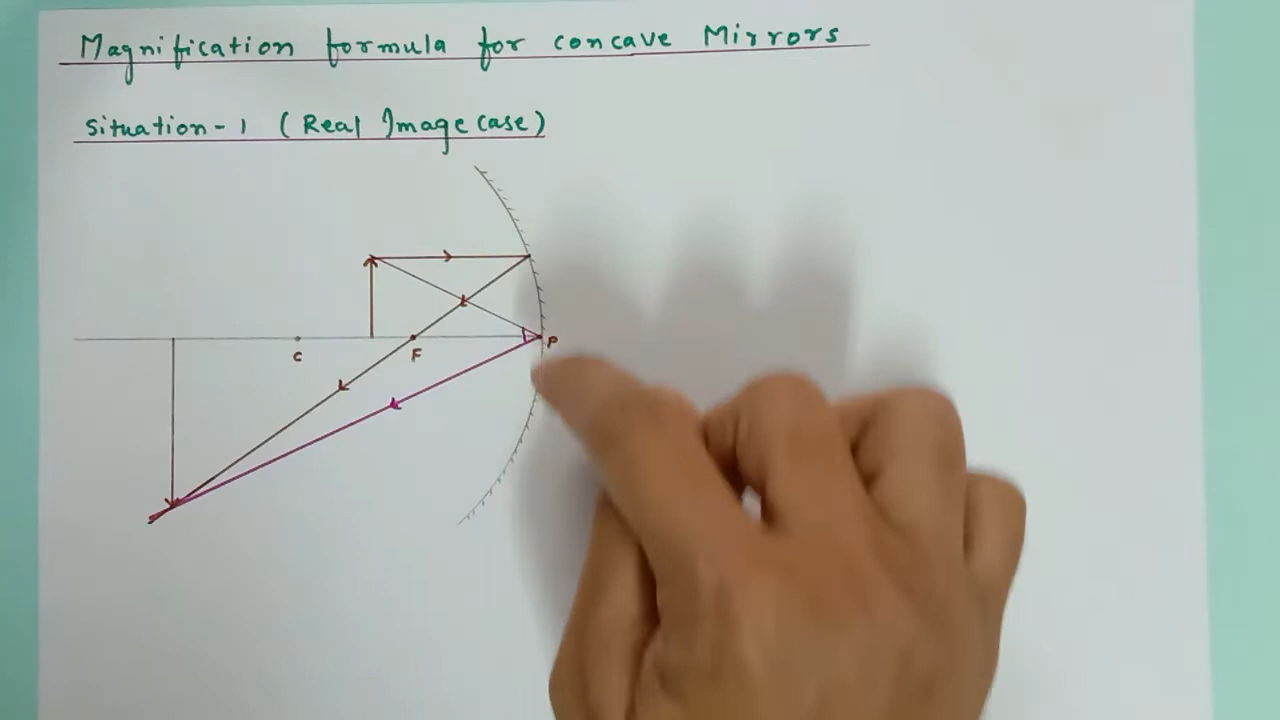 Magnification formula for concave Mirrors
Situation-1 (Real Image case)
C F P